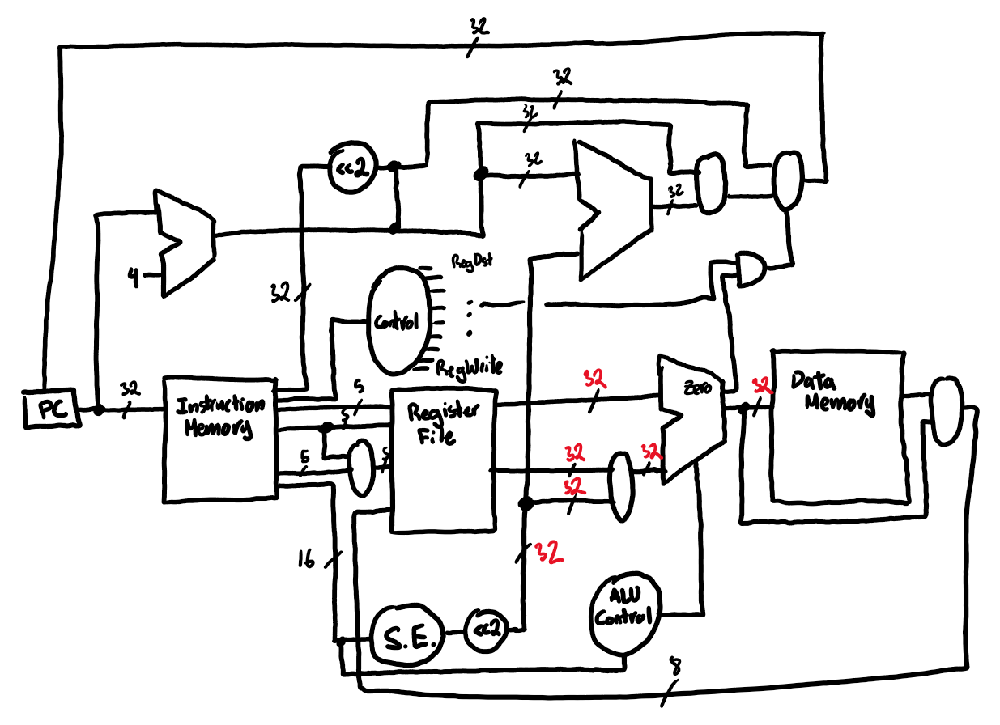 32
32
32
32
32
<<2
4
32
RegDst
Control
RegWrite
PC
32
Instruction
Memory
5
5
5
5
Register
File
32
32
32
32
32
Zero
32
Data
Memory
16
S.E.
<<2
ALU
Control
8